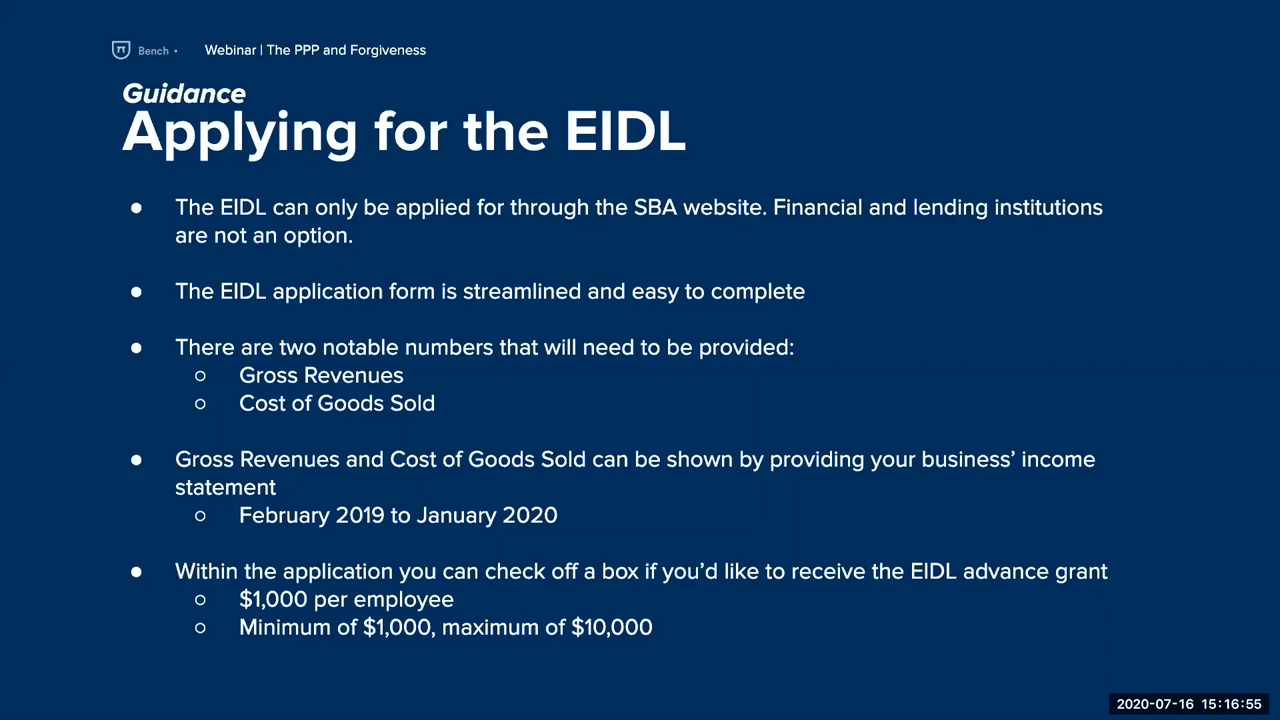 Bench •
Webinar | The PPP and Forgiveness
Guidance
Applying for the EIDL
● The EIDL can only be applied for through the SBA website. Financial and lending institutions
are not an option.
● The EIDL application form is streamlined and easy to complete
● There are two notable numbers that will need to be provided:
○ Gross Revenues
○ Cost of Goods Sold
● Gross Revenues and Cost of Goods Sold can be shown by providing your business’ income
statement
○ February 2019 to January 2020
● Within the application you can check off a box if you’d like to receive the EIDL advance grant
○ $1,000 per employee
○ Minimum of $1,000, maximum of $10,000
2020-07-16 15:16:55